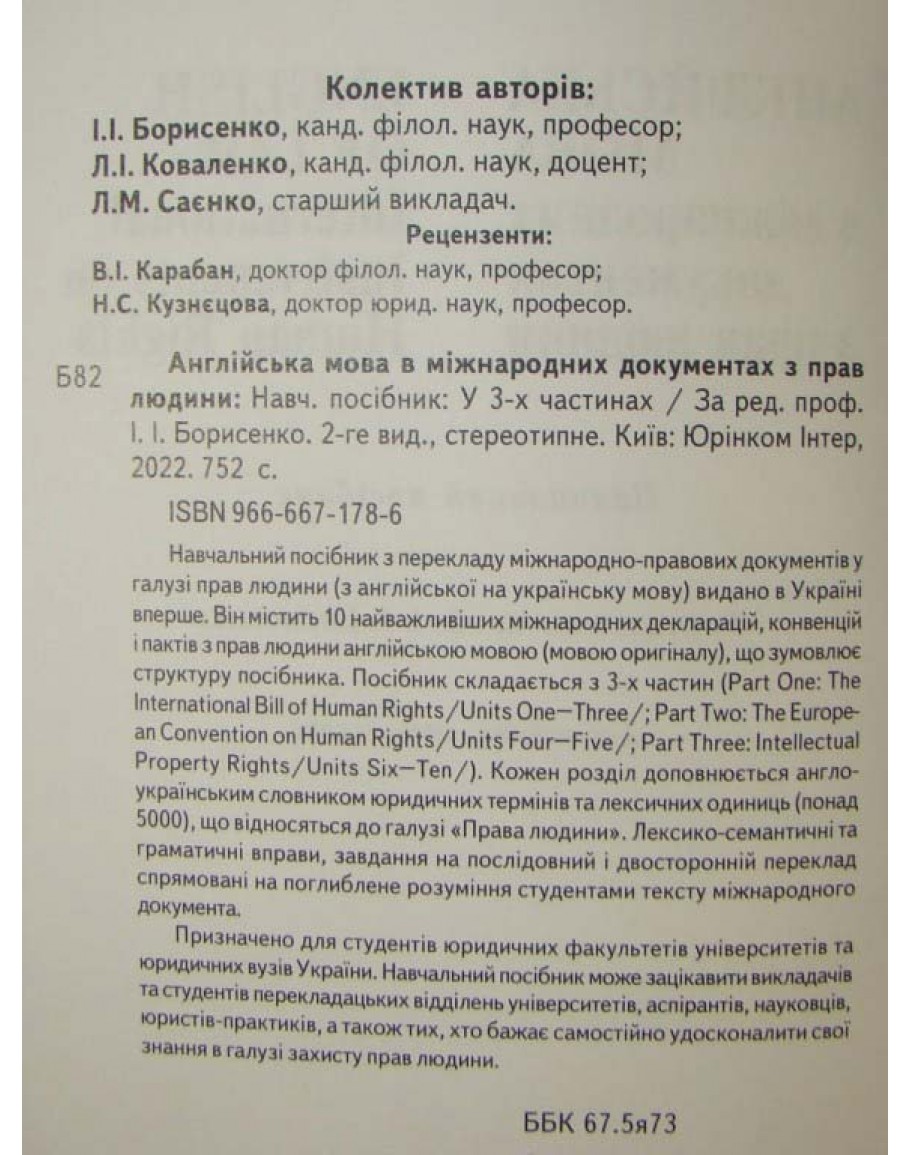 Колектив авторів:
І.І. Борисенко, канд. філол. наук, професор;
Л.І. Коваленко, канд. філол. наук, доцент;
Л.М. Саєнко, старший викладач.
Рецензенти:
В.І. Карабан, доктор філол. наук, професор;
Н.С. Кузнєцова, доктор юрид. наук, професор.
Б82
Англійська мова в міжнародних документах з прав
людини: Навч. посібник: У 3-х частинах / За ред. проф.
І. І. Борисенко. 2-ге вид., стереотипне. Київ: Юрінком Інтер,
2022. 752 с.
ISBN 966-667-178-6
Навчальний посібник з перекладу міжнародно-правових документів у
галузі прав людини (з англійської на українську мову) видано в Україні
вперше. Він містить 10 найважливіших міжнародних декларацій, конвенцій
і пактів з прав людини англійською мовою (мовою оригіналу), що зумовлює
структуру посібника. Посібник складається з 3-х частин (Part One: The
International Bill of Human Rights/Units One—Three/; Part Two: The Europe-
an Convention on Human Rights/Units Four—Five/; Part Three: Intellectual
Property Rights/Units Six—Ten/). Кожен розділ доповнюється англо-
українським словником юридичних термінів та лексичних одиниць (понад
5000), що відносяться до галузі «Права людини». Лексико-семантичні та
граматичні вправи, завдання на послідовний і двосторонній переклад
спрямовані на поглиблене розуміння студентами тексту міжнародного
документа.
Призначено для студентів юридичних факультетів університетів та
юридичних вузів України. Навчальний посібник може зацікавити викладачів
та студентів перекладацьких відділень університетів, аспірантів, науковців,
юристів-практиків, а також тих, хто бажає самостійно удосконалити свої
знання в галузі захисту прав людини.
ББК 67.5я73